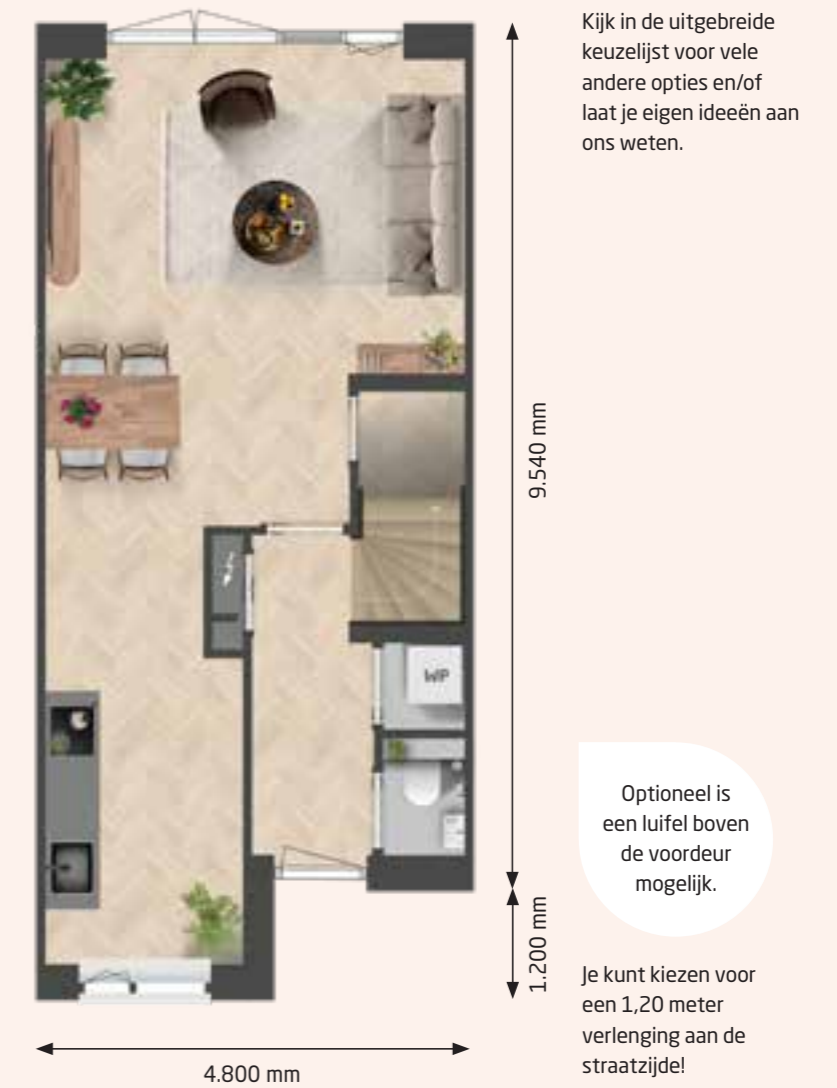 Kijk in de uitgebreide
keuzelijst voor vele
andere opties en/of
laat je eigen ideeën aan
ons weten.
9.540 mm
WP
Optioneel is
een luifel boven
de voordeur
mogelijk.
1.200 mm
Je kunt kiezen voor
een 1,20 meter
verlenging aan de
straatzijde!
4.800 mm